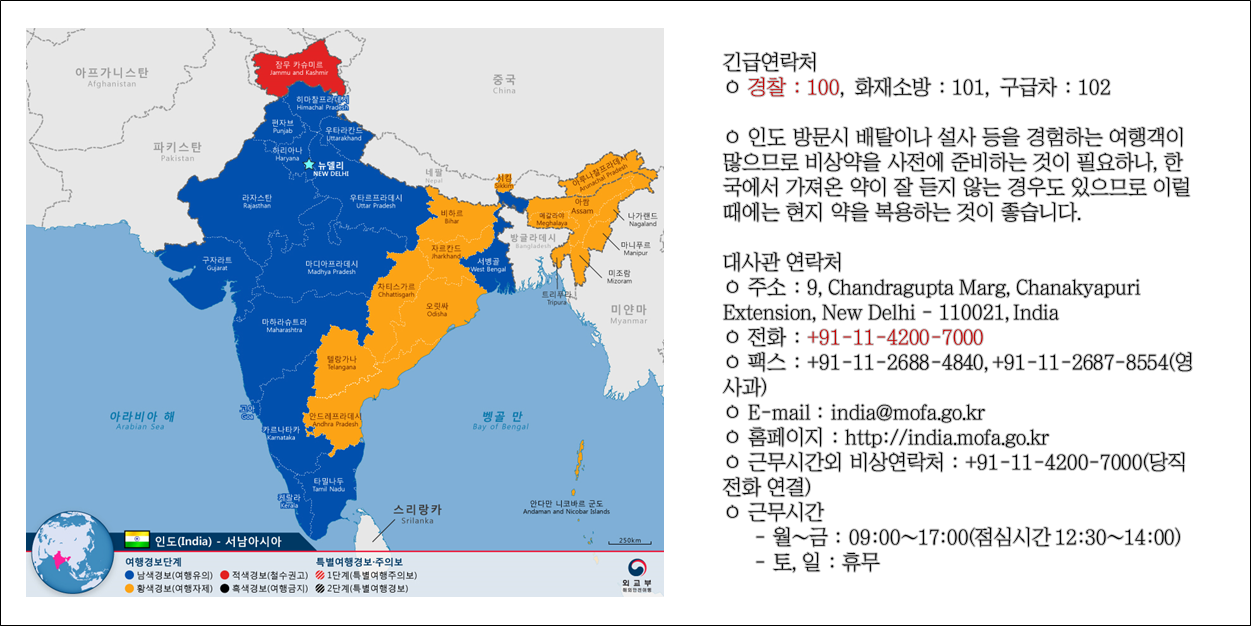 아프가니스탄
Afghanistan
중국
China
파키스탄
Pakistan
네팔
Nepal
방글라데시
Bangladesh
미얀마
Myanmar
스리랑카
Srilanka
아라비아 해
Arabian Sea
벵골 만
Bay of Bengal
잠무 카슈미르
Jammu and Kashmir
히마찰프라데시
Himachal Pradesh
펀자브
Punjab
우타라칸드
Uttarakhand
하리아나
Haryana
뉴델리
NEW DELHI
라자스탄
Rajasthan
우타르프라데시
Uttar Pradesh
비하르
Bihar
시킴
Sikkim
아루나찰프라데시
Arunachal Pradesh
아쌈
Assam
메갈라야
Meghalaya
나가랜드
Nagaland
마니푸르
Manipur
미조람
Mizoram
트리푸라
Tripura
구자라트
Gujarat
마디아프라데시
Madhya Pradesh
자르칸드
Jharkhand
서벵골
West Bengal
차티스가르
Chhattisgarh
오릿싸
Odisha
마하라슈트라
Maharashtra
텔랑가나
Telangana
고아
Goa
안드레프라데시
Andhra Pradesh
카르나타카
Karnataka
타밀나두
Tamil Nadu
케랄라
Kerala
안다만 니코바르 군도
Andaman and Nicobar Islands
250km
인도(India) - 서남아시아
여행경보단계
남색경보(여행유의)
적색경보(철수권고)
황색경보(여행자제)
흑색경보(여행금지)
특별여행경보·주의보
1단계(특별여행주의보)
2단계(특별여행경보)
외교부
해외안전여행
긴급연락처
ㅇ 경찰 : 100, 화재소방 : 101, 구급차 : 102
ㅇ 인도 방문시 배탈이나 설사 등을 경험하는 여행객이
많으므로 비상약을 사전에 준비하는 것이 필요하나, 한
국에서 가져온 약이 잘 듣지 않는 경우도 있으므로 이럴
때에는 현지 약을 복용하는 것이 좋습니다.
대사관 연락처
ㅇ 주소 : 9, Chandragupta Marg, Chanakyapuri
Extension, New Delhi - 110021, India
ㅇ 전화 : +91-11-4200-7000
ㅇ 팩스 : +91-11-2688-4840, +91-11-2687-8554(영
사과)
ㅇ E-mail : india@mofa.go.kr
ㅇ 홈페이지 : http://india.mofa.go.kr
ㅇ 근무시간외 비상연락처 : +91-11-4200-7000(당직
전화 연결)
ㅇ 근무시간
- 월~금 : 09:00~17:00(점심시간 12:30~14:00)
- 토, 일 : 휴무